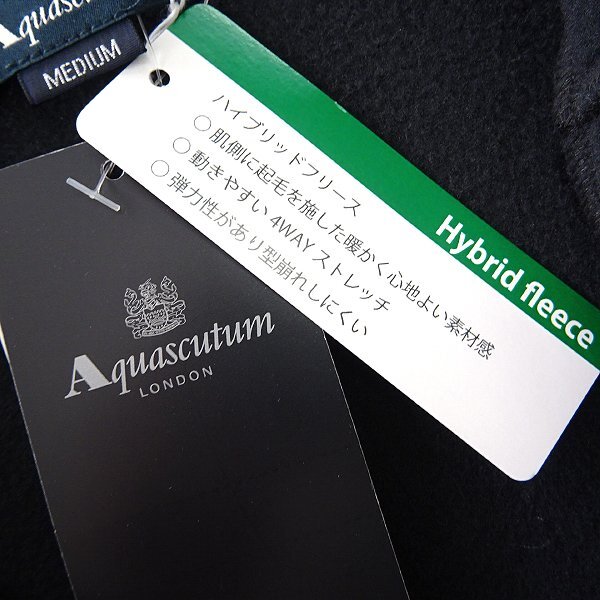 Aquascutum
MEDIUM
Hybrid fleece
ハイブリッドフリース
○ 肌側に起毛を施した暖かく心地よい素材感
○ 動きやすい 4WAY ストレッチ
○ 弾力性があり型崩れしにくい
Aquascutum
LONDON